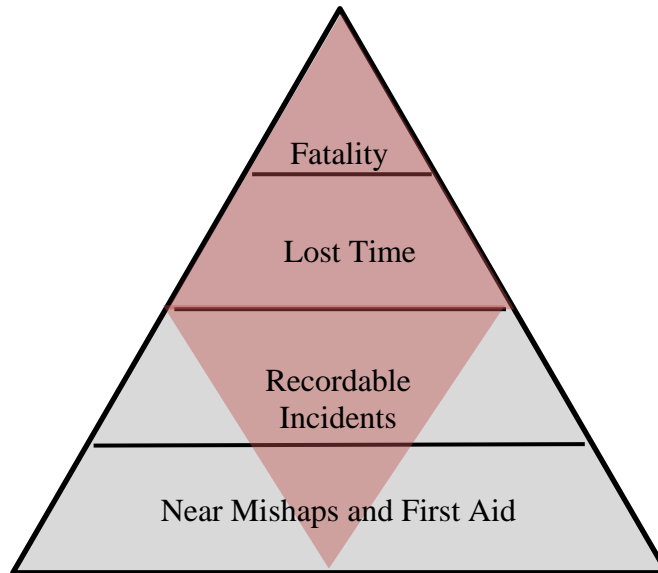 Fatality
Lost Time
Recordable
Incidents
Near Mishaps and First Aid